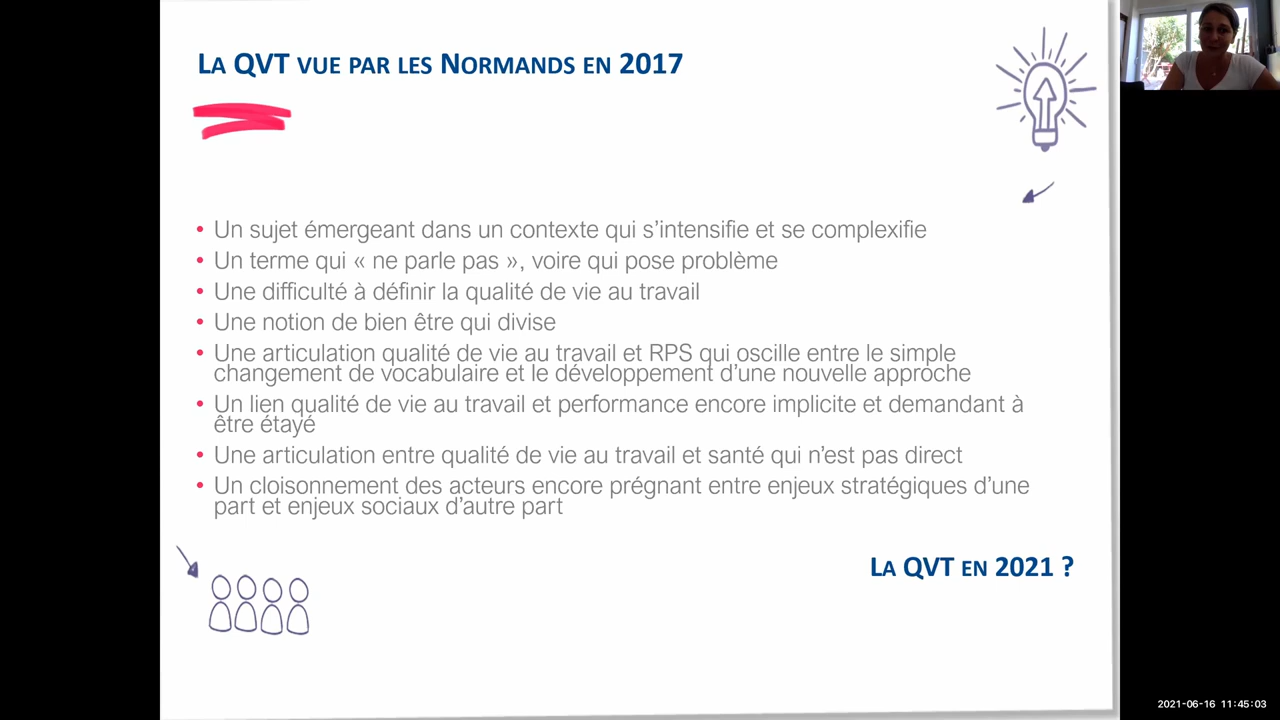 LA QVT VUE PAR LES NORMANDS EN 2017
• Un sujet émergeant dans un contexte qui s’intensifie et se complexifie
• Un terme qui « ne parle pas », voire qui pose problème
• Une difficulté à définir la qualité de vie au travail
• Une notion de bien être qui divise
• Une articulation qualité de vie au travail et RPS qui oscille entre le simple
changement de vocabulaire et le développement d’une nouvelle approche
• Un lien qualité de vie au travail et performance encore implicite et demandant à
être étayé
• Une articulation entre qualité de vie au travail et santé qui n’est pas direct
• Un cloisonnement des acteurs encore prégnant entre enjeux stratégiques d’une
part et enjeux sociaux d’autre part
LA QVT EN 2021 ?
2021-06-16 11:45:03